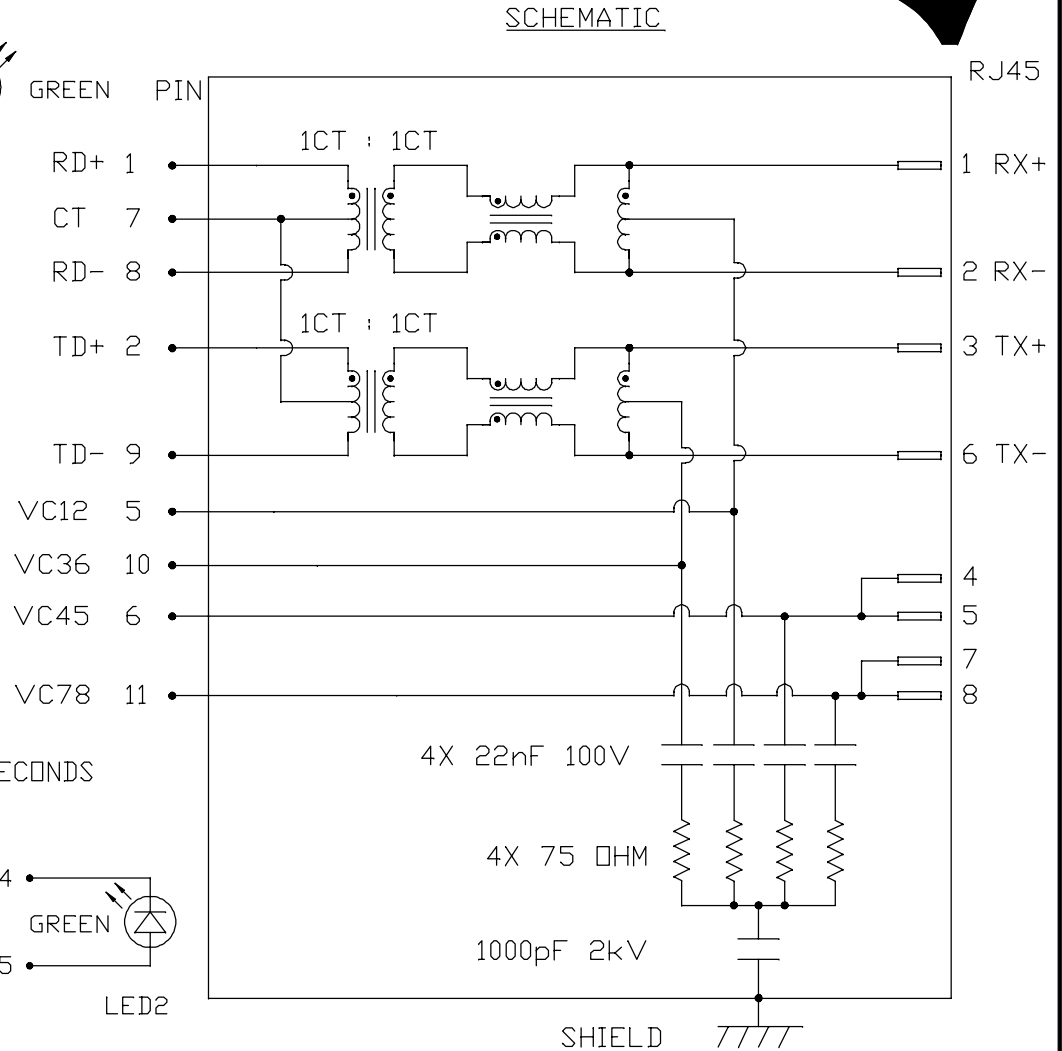 SCHEMATIC
GREEN PIN RJ45
1CT : 1CT
RD+ 1 1 RX+
CT 7
RD- 8 2 RX-
1CT : 1CT
TD+ 2 3 TX+
TD- 9 6 TX-
VC12 5
VC36 10
4
VC45 6 5
7
VC78 11 8
4X 22nF 100V
ECONDS
4X 75 OHM
4
GREEN
1000pF 2kV
5
LED2
SHIELD